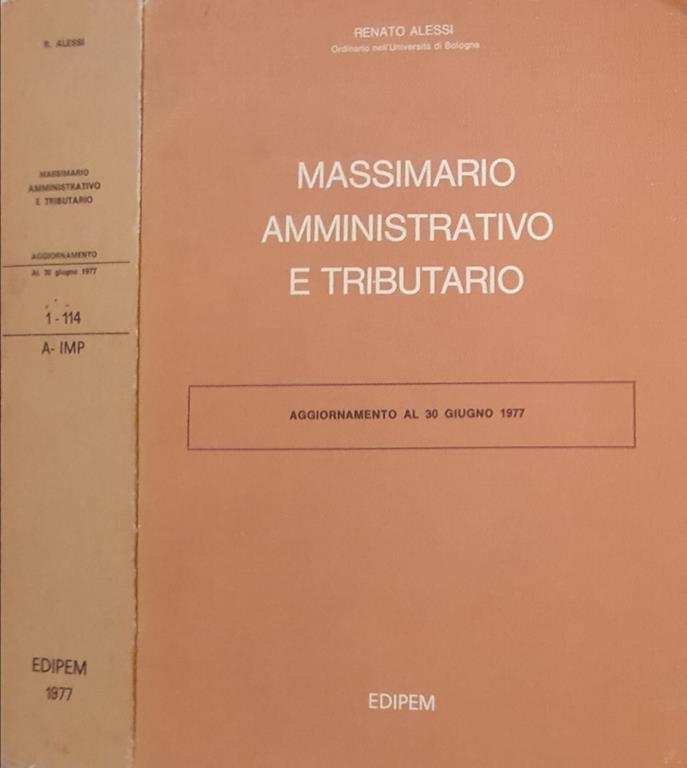 R. ALESSI
MASSIMARIO
AMMINISTRATIVO
E TRIBUTARIO
AGGIORNAMENTO
AL 30 giugno 1977
1-114
A- IMP
EDIPEM
1977
RENATO ALESSI
Ordinario nell'Università di Bologna
MASSIMARIO
AMMINISTRATIVO
E TRIBUTARIO
AGGIORNAMENTO AL 30 GIUGNO 1977
EDIPEM